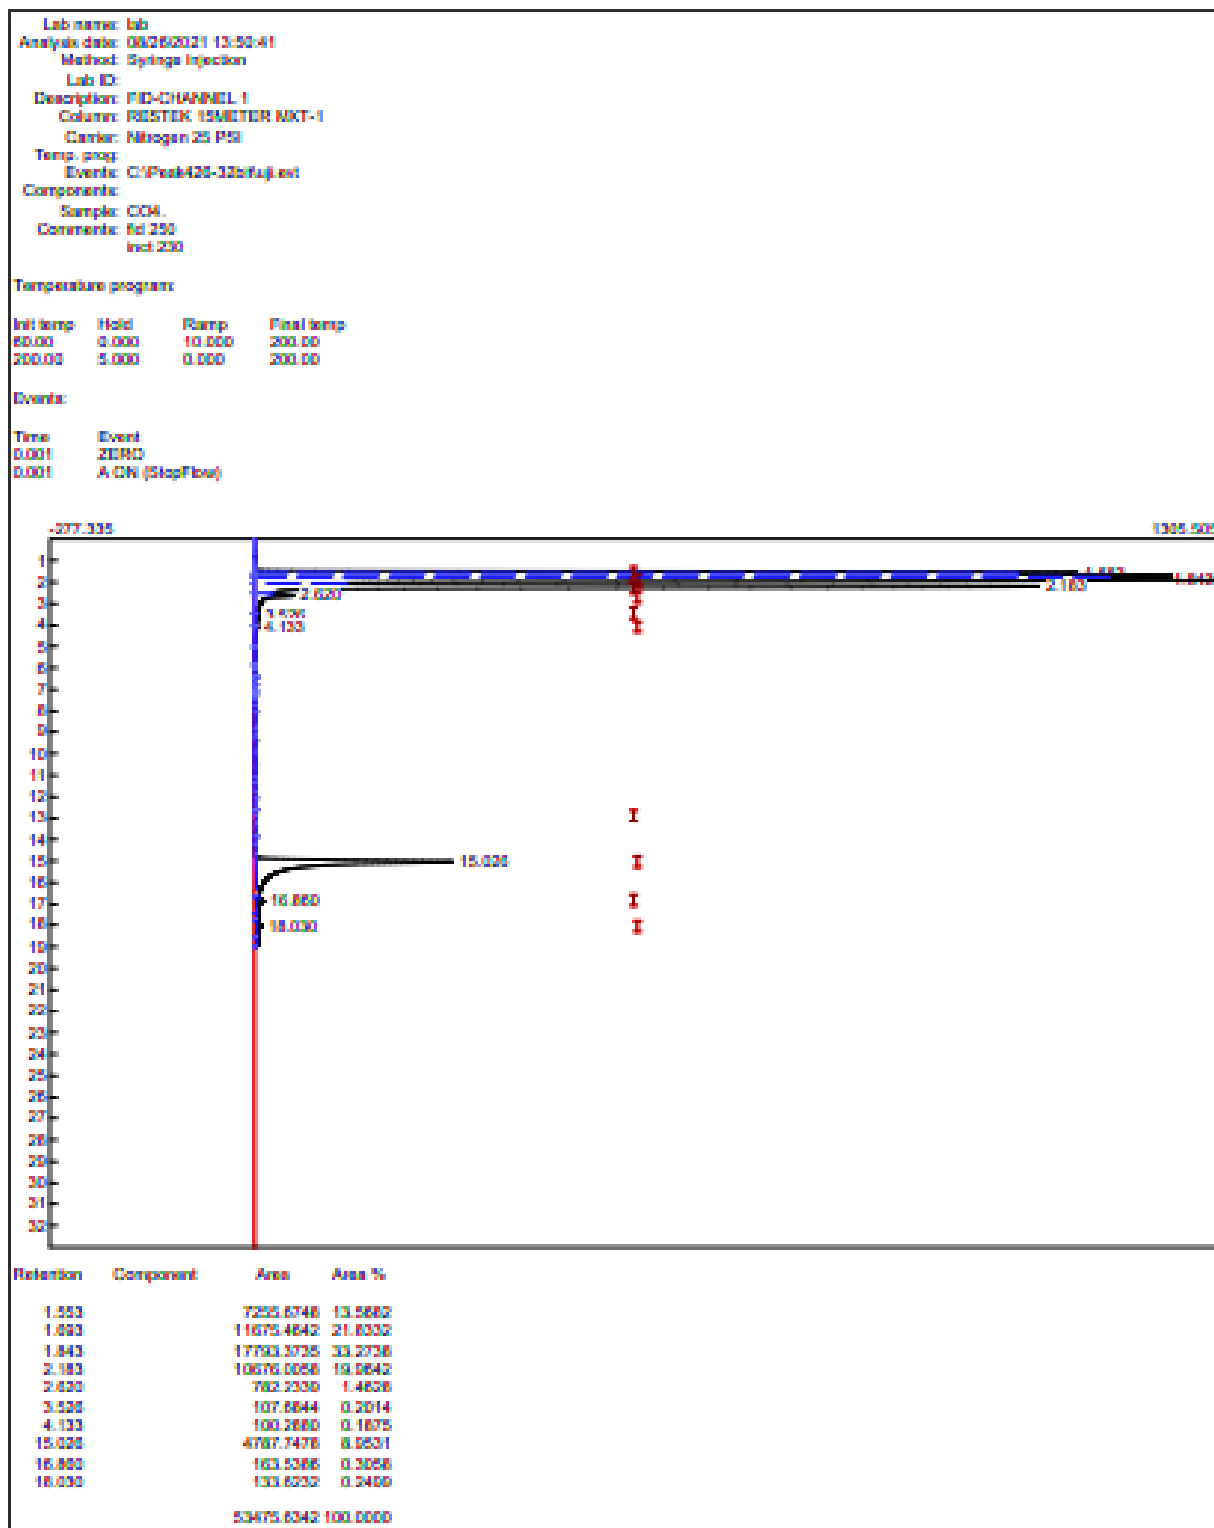 Lab name: lab
Analysis date: 08/26/2021 13:50:41
Method: Syringe Injection
Lab ID:
Description: FID-CHANNEL 1
Column: RESTEK 15METER MXT-1
Carrier: Nitrogen 25 PSI
Temp. prog:
Events:
Components:
Sample: CO4.
Comments: fid 250
inct 230
Temperature program:
Init temp Hold Ramp Final temp
60.00 0.000 10.000 200.00
200.00 5.000 0.000 200.00
Events:
Time Event
0.001 ZERO
0.001 A ON (StopFlow)
-277.335 1305.505
1
2
3
4
5
6
7
8
9
10
11
12
13
14
15
16
17
18
19
20
21
22
23
24
25
26
27
28
29
30
31
32
1.843
2.183
2.620
3.526
4.133
15.026
16.860
18.030
Retention Component Area Area %
1.553 7255.6748 13.5682
1.693 11675.4642 21.8332
1.843 17793.3735 33.2738
2.183 10676.0058 19.9642
2.620 782.2339 1.4628
3.526 107.6844 0.2014
4.133 100.2880 0.1875
15.026 4787.7478 8.9531
16.860 163.5386 0.3058
18.030 133.6232 0.2499
53475.6342 100.0000